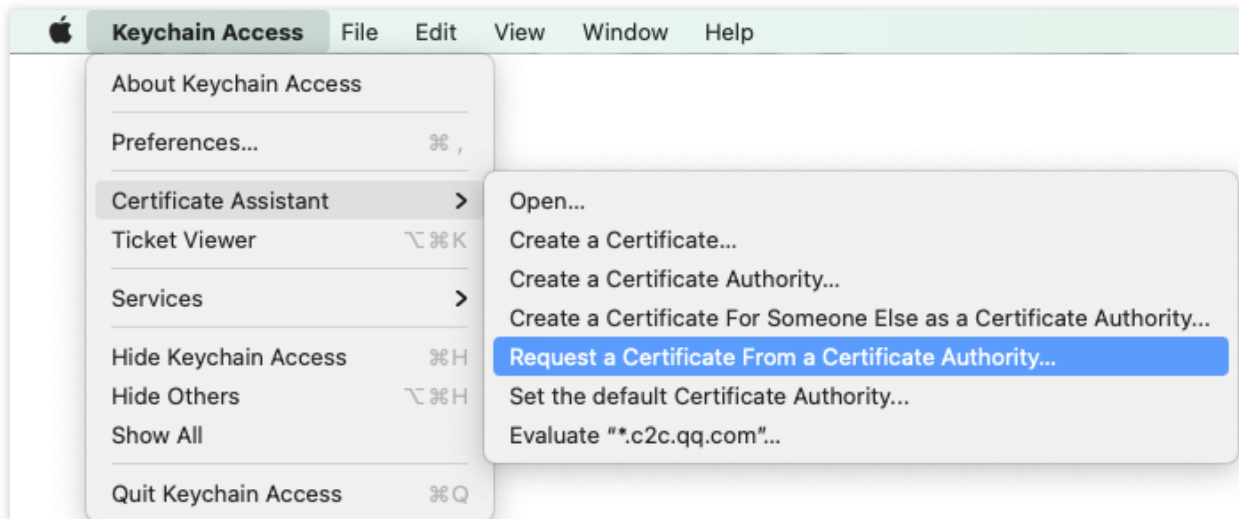 Keychain Access File Edit View Window Help
About Keychain Access
Preferences... ⌘ ,
Certificate Assistant
Ticket Viewer ⌥⌘K
Services
Hide Keychain Access ⌘H
Hide Others ⌥⌘H
Show All
Quit Keychain Access ⌘Q
Open...
Create a Certificate...
Create a Certificate Authority...
Create a Certificate For Someone Else as a Certificate Authority...
Request a Certificate From a Certificate Authority...
Set the default Certificate Authority...
Evaluate “*.c2c.qq.com”...